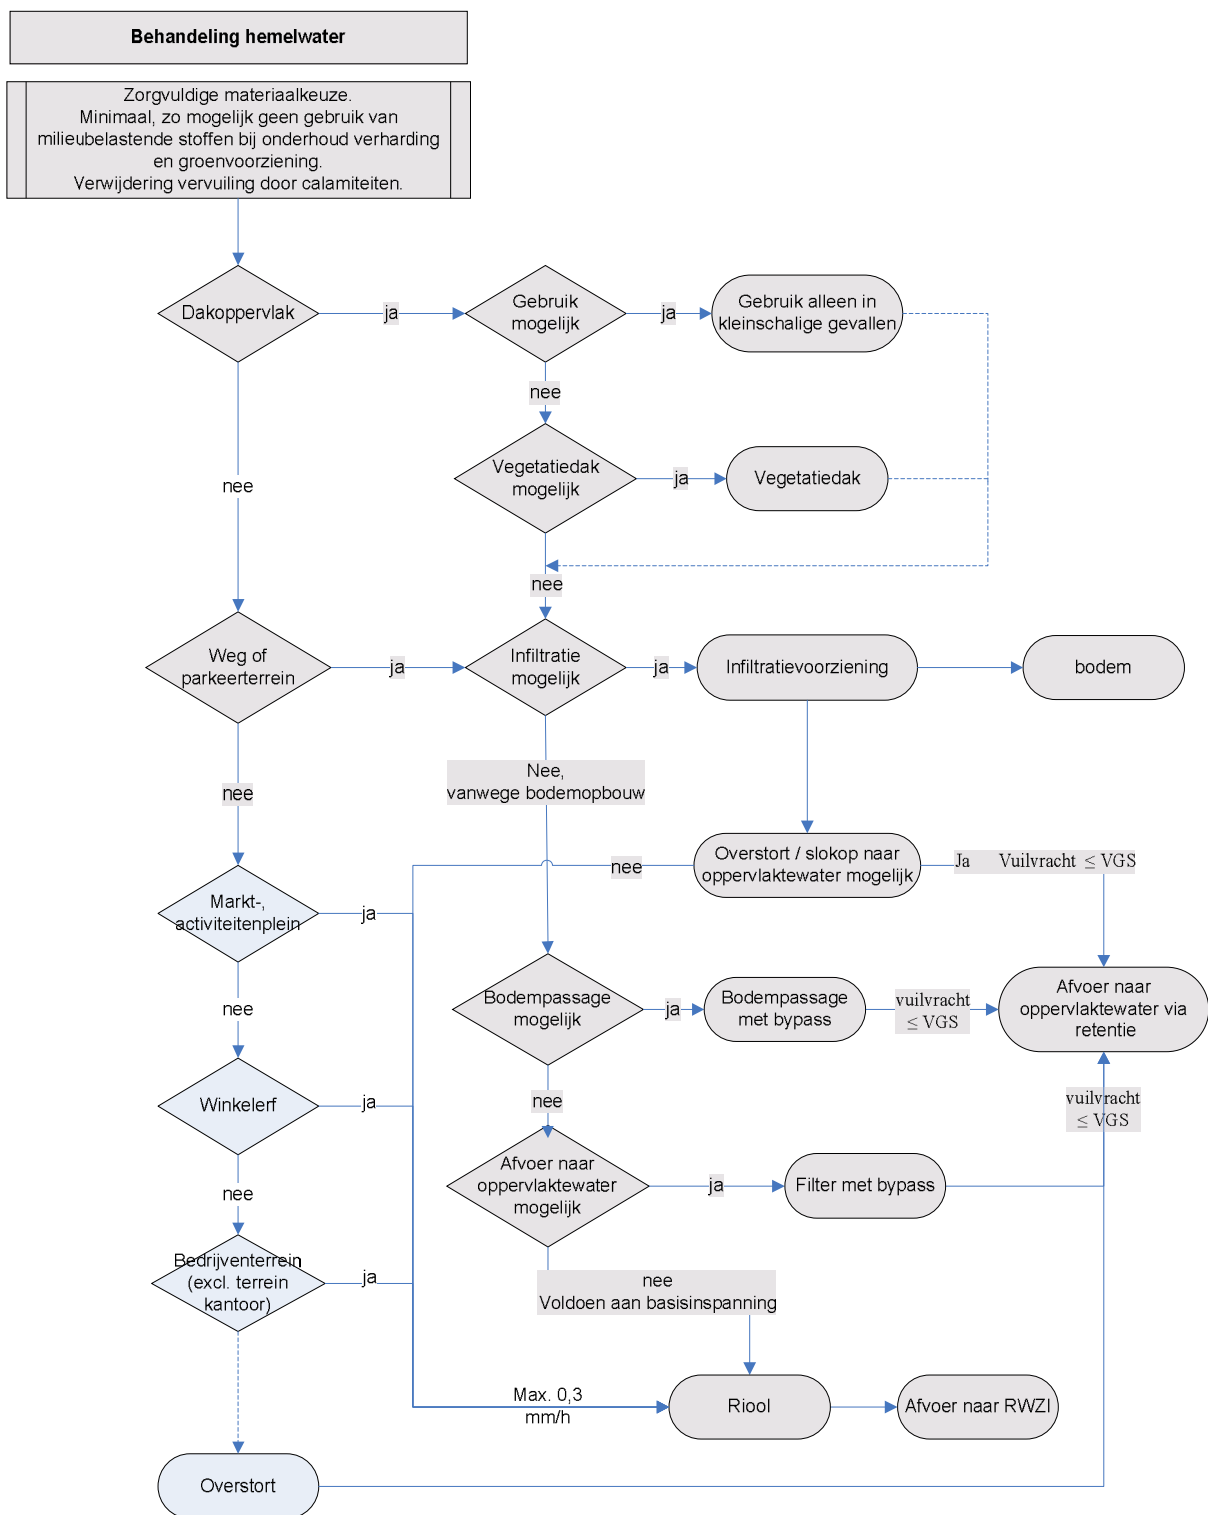 Behandeling hemelwater
Zorgvuldige materiaalkeuze.
Minimaal, zo mogelijk geen gebruik van
milieubelastende stoffen bij onderhoud verharding
en groenvoorziening.
Verwijdering vervuiling door calamiteiten.
Dakoppervlak
ja
Gebruik
mogelijk
ja
Gebruik alleen in
kleinschalige gevallen
nee
nee
Vegetatiedak
mogelijk
ja
Vegetatiedak
nee
Weg of
parkeerterrein
ja
Infiltratie
mogelijk
ja
Infiltratievoorziening
bodem
nee
Nee,
vanwege bodemopbouw
nee
Overstort / slokop naar
oppervlaktewater mogelijk
Ja Vuilvracht ≤ VGS
Markt-,
activiteitenplein
ja
nee
Bodempassage
mogelijk
ja
Bodempassage
met bypass
vuilvracht
≤ VGS
Afvoer naar
oppervlaktewater via
retentie
Winkelerf
ja
nee
vuilvracht
≤ VGS
nee
Afvoer naar
oppervlaktewater
mogelijk
ja
Filter met bypass
Bedrijventerrein
(excl. terrein
kantoor)
ja
nee
Voldoen aan basisinspanning
Max. 0,3
mm/h
Riool
Afvoer naar RWZI
Overstort